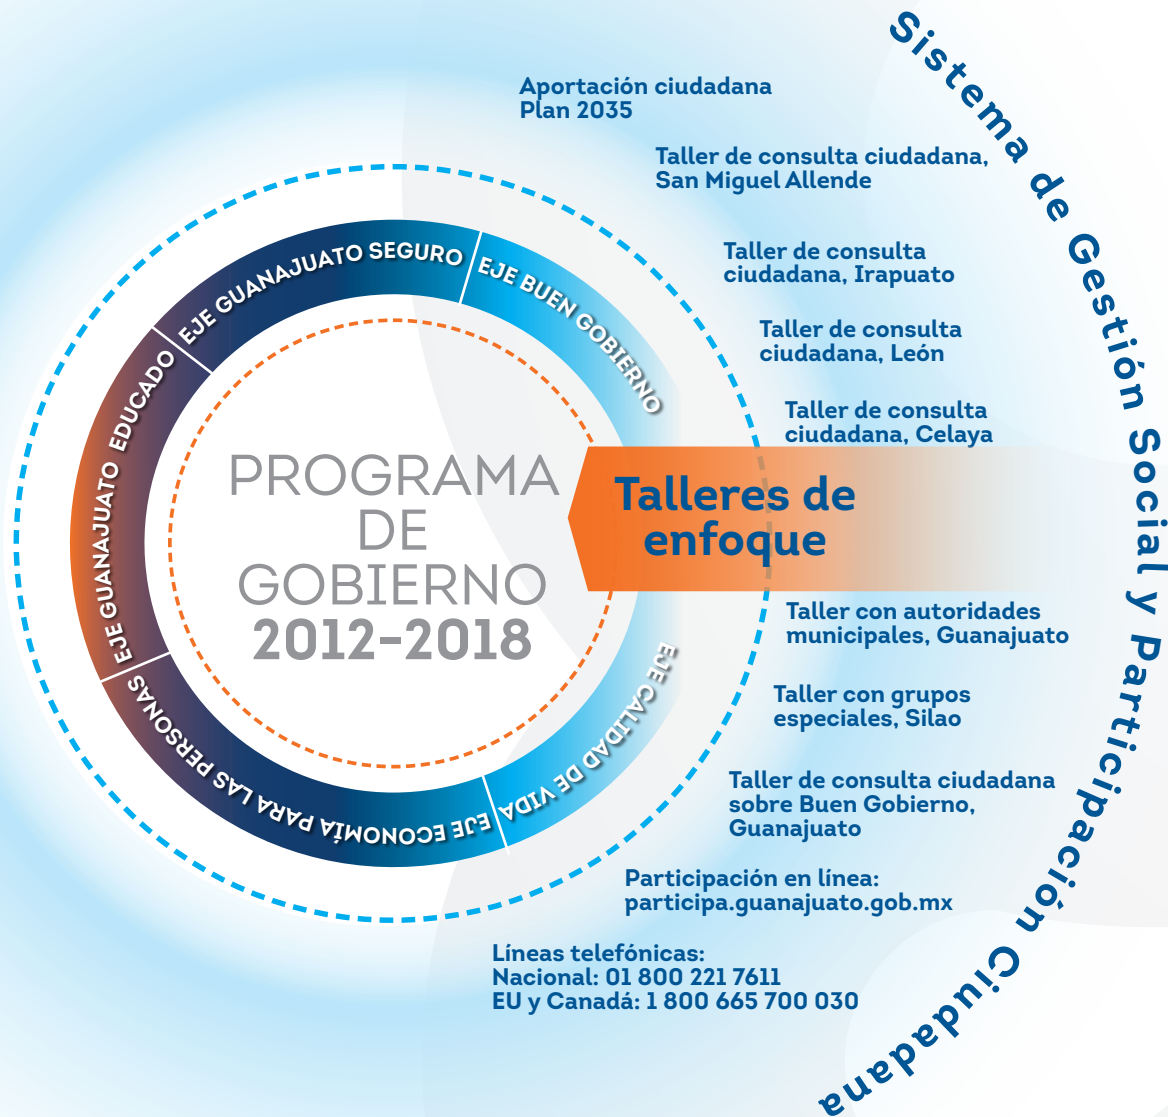 Sistema de Gestión Social y Participación Ciudadana
Aportación ciudadana
Plan 2035
Taller de consulta ciudadana,
San Miguel Allende
Taller de consulta
ciudadana, Irapuato
Taller de consulta
ciudadana, León
Taller de consulta
ciudadana, Celaya
EJE GUANAJUATO SEGURO
EJE BUEN GOBIERNO
EJE GUANAJUATO EDUCADO
PROGRAMA
DE
GOBIERNO
2012-2018
Talleres de
enfoque
EJE CALIDAD DE VIDA
EJE ECONOMÍA PARA LAS PERSONAS
Taller con autoridades
municipales, Guanajuato
Taller con grupos
especiales, Silao
Taller de consulta ciudadana
sobre Buen Gobierno,
Guanajuato
Participación en línea:
participa.guanajuato.gob.mx
Líneas telefónicas:
Nacional: 01 800 221 7611
EU y Canadá: 1 800 665 700 030